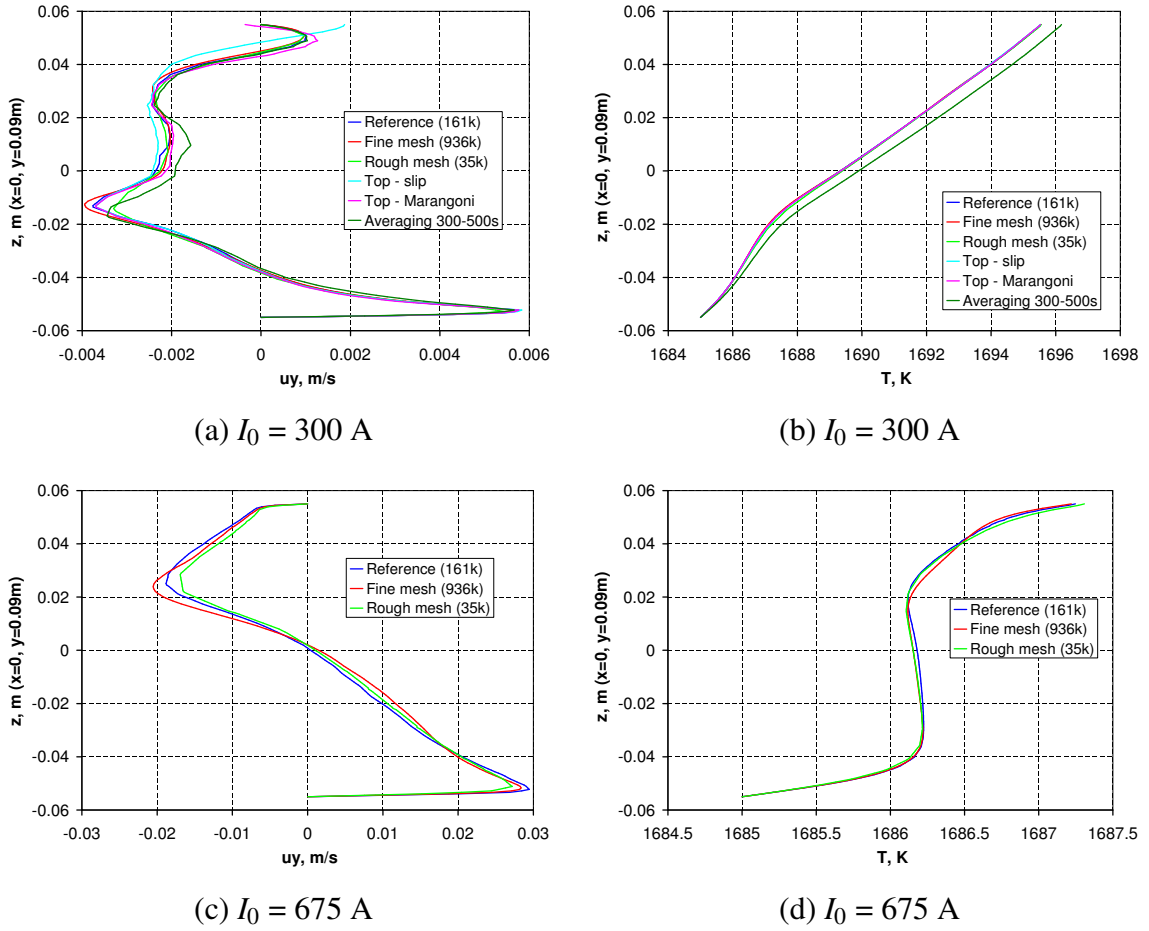 0.06
0.04
0.02
0
-0.02
-0.04
-0.06
z, m (x=0, y=0.09m)
Reference (161k)
Fine mesh (936k)
Rough mesh (35k)
Top - slip
Top - Marangoni
Averaging 300-500s
-0.004 -0.002 0 0.002 0.004 0.006
uy, m/s
(a) I0 = 300 A
0.06
0.04
0.02
0
-0.02
-0.04
-0.06
z, m (x=0, y=0.09m)
Reference (161k)
Fine mesh (936k)
Rough mesh (35k)
Top - slip
Top - Marangoni
Averaging 300-500s
1684 1686 1688 1690 1692 1694 1696 1698
T, K
(b) I0 = 300 A
0.06
0.04
0.02
0
-0.02
-0.04
-0.06
z, m (x=0, y=0.09m)
Reference (161k)
Fine mesh (936k)
Rough mesh (35k)
-0.03 -0.02 -0.01 0 0.01 0.02 0.03
uy, m/s
(c) I0 = 675 A
0.06
0.04
0.02
0
-0.02
-0.04
-0.06
z, m (x=0, y=0.09m)
Reference (161k)
Fine mesh (936k)
Rough mesh (35k)
1684.5 1685 1685.5 1686 1686.5 1687 1687.5
T, K
(d) I0 = 675 A